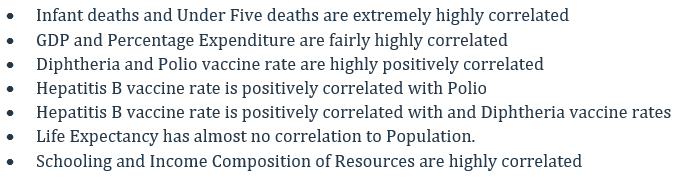 • Infant deaths and Under Five deaths are extremely highly correlated
• GDP and Percentage Expenditure are fairly highly correlated
• Diphtheria and Polio vaccine rate are highly positively correlated
• Hepatitis B vaccine rate is positively correlated with Polio
• Hepatitis B vaccine rate is positively correlated with and Diphtheria vaccine rates
• Life Expectancy has almost no correlation to Population.
• Schooling and Income Composition of Resources are highly correlated